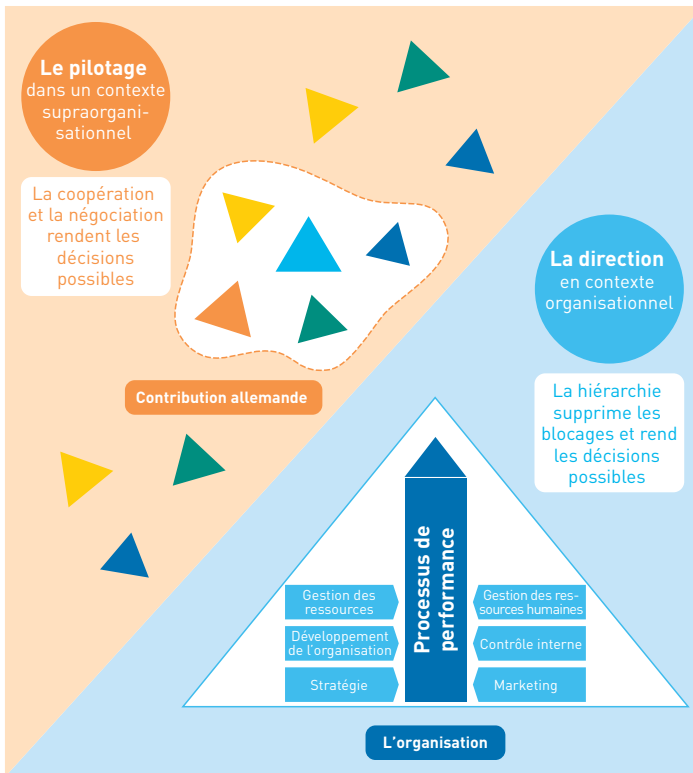 Le pilotage
dans un contexte
supraorgani-
sationnel
La coopération
et la négociation
rendent les
décisions
possibles
Contribution allemande
La direction
en contexte
organisationnel
La hiérarchie
supprime les
blocages et rend
les décisions
possibles
Processus de
performance
Gestion des
ressources
Développement
de l'organisation
Stratégie
Gestion des res-
sources humaines
Contrôle interne
Marketing
L'organisation